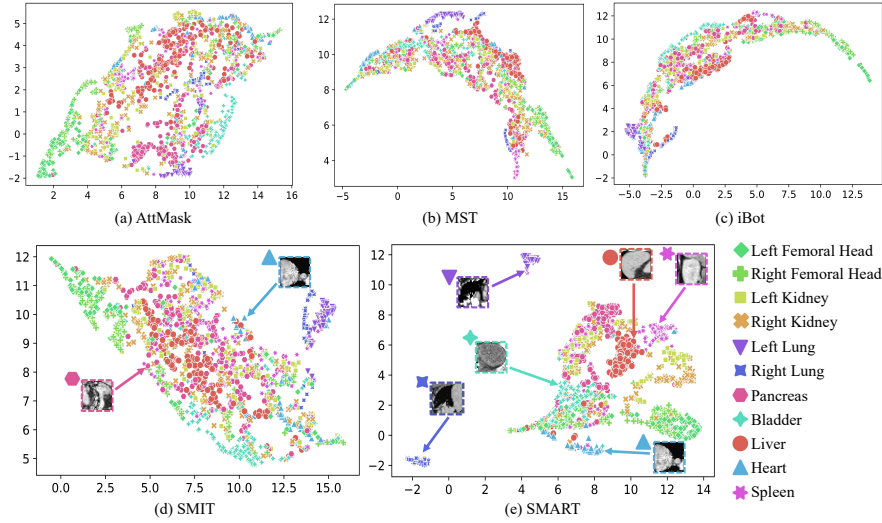 5
4
3
2
1
0
−1
−2
2 4 6 8 10 12 14 16
(a) AttMask
12
10
8
6
4
−5 0 5 10 15
(b) MST
12
10
8
6
4
2
0
−5.0 −2.5 0.0 2.5 5.0 7.5 10.0 12.5
(c) iBot
12
11
10
9
8
7
6
5
0.0 2.5 5.0 7.5 10.0 12.5 15.0
(d) SMIT
12
10
8
6
4
2
0
−2
−2 0 2 4 6 8 10 12 14
(e) SMART
Left Femoral Head
Right Femoral Head
Left Kidney
Right Kidney
Left Lung
Right Lung
Pancreas
Bladder
Liver
Heart
Spleen